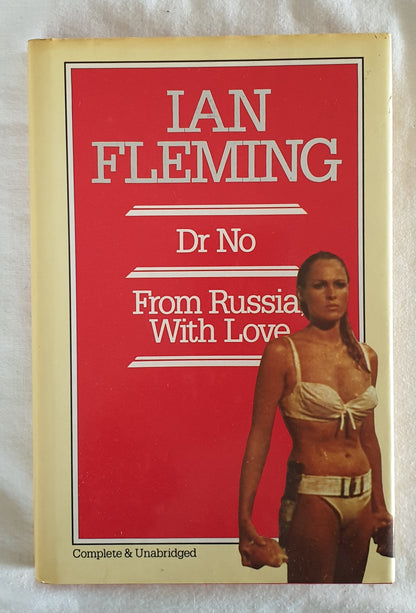 IAN
FLEMING
Dr No
From Russia,
With Love
Complete & Unabridged